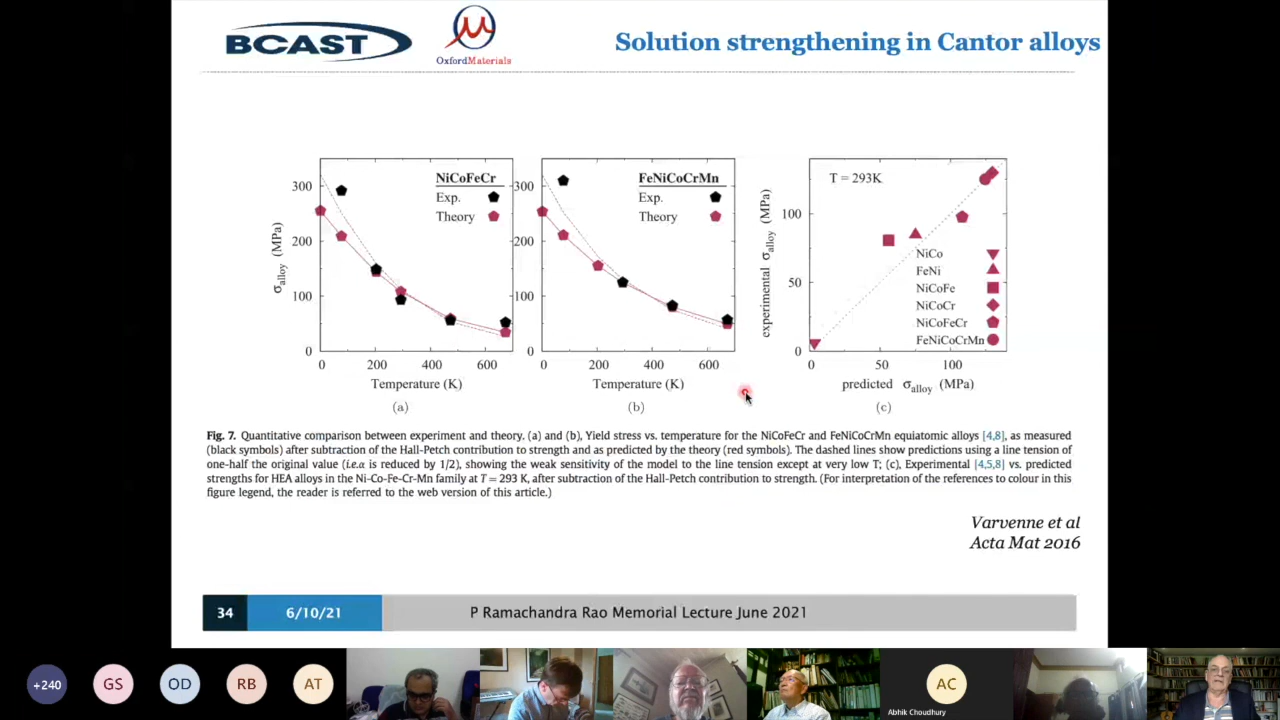 BCAST
OxfordMaterials
Solution strengthening in Cantor alloys
NiCoFeCr
Exp.
Theory
300
200
100
0
σalloy (MPa)
0 200 400 600
Temperature (K)
(a)
FeNiCoCrMn
Exp.
Theory
300
200
100
0
0 200 400 600
Temperature (K)
(b)
T = 293K
100
50
0
experimental σalloy (MPa)
NiCo
FeNi
NiCoFe
NiCoCr
NiCoFeCr
FeNiCoCrMn
0 50 100
predicted σalloy (MPa)
(c)
Fig. 7. Quantitative comparison between experiment and theory. (a) and (b), Yield stress vs. temperature for the NiCoFeCr and FeNiCoCrMn equiatomic alloys [4,8], as measured
(black symbols) after subtraction of the Hall-Petch contribution to strength and as predicted by the theory (red symbols). The dashed lines show predictions using a line tension of
one-half the original value (i.e.α is reduced by 1/2), showing the weak sensitivity of the model to the line tension except at very low T; (c), Experimental [4,5,8] vs. predicted
strengths for HEA alloys in the Ni-Co-Fe-Cr-Mn family at T = 293 K, after subtraction of the Hall-Petch contribution to strength. (For interpretation of the references to colour in this
figure legend, the reader is referred to the web version of this article.)
Varvenne et al
Acta Mat 2016
34 6/10/21 P Ramachandra Rao Memorial Lecture June 2021
+240 GS OD RB AT AC
Abhik Choudhury